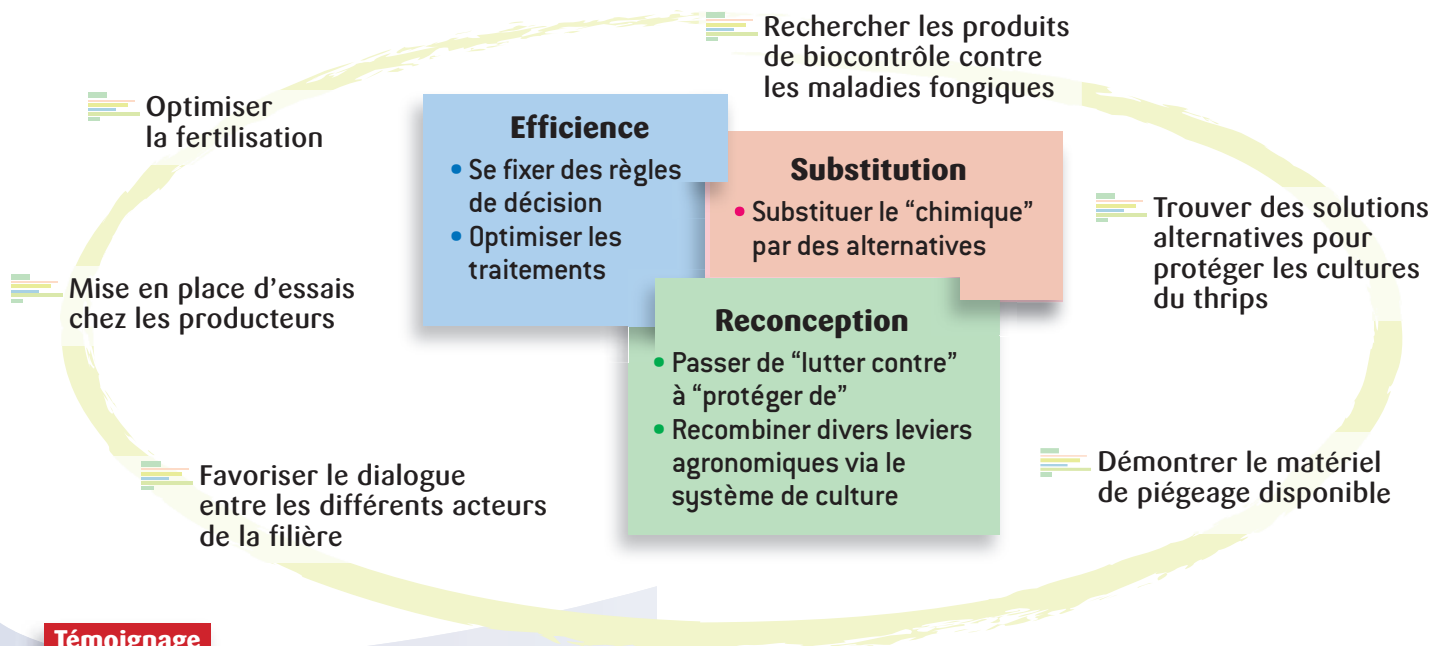 Rechercher les produits
de biocontrôle contre
les maladies fongiques
Optimiser
la fertilisation
Efficience
• Se fixer des règles
de décision
• Optimiser les
traitements
Substitution
• Substituer le “chimique”
par des alternatives
Trouver des solutions
alternatives pour
protéger les cultures
du thrips
Mise en place d’essais
chez les producteurs
Reconception
• Passer de “lutter contre”
à “protéger de”
• Recombiner divers leviers
agronomiques via le
système de culture
Favoriser le dialogue
entre les différents acteurs
de la filière
Démontrer le matériel
de piégeage disponible
Témoignage